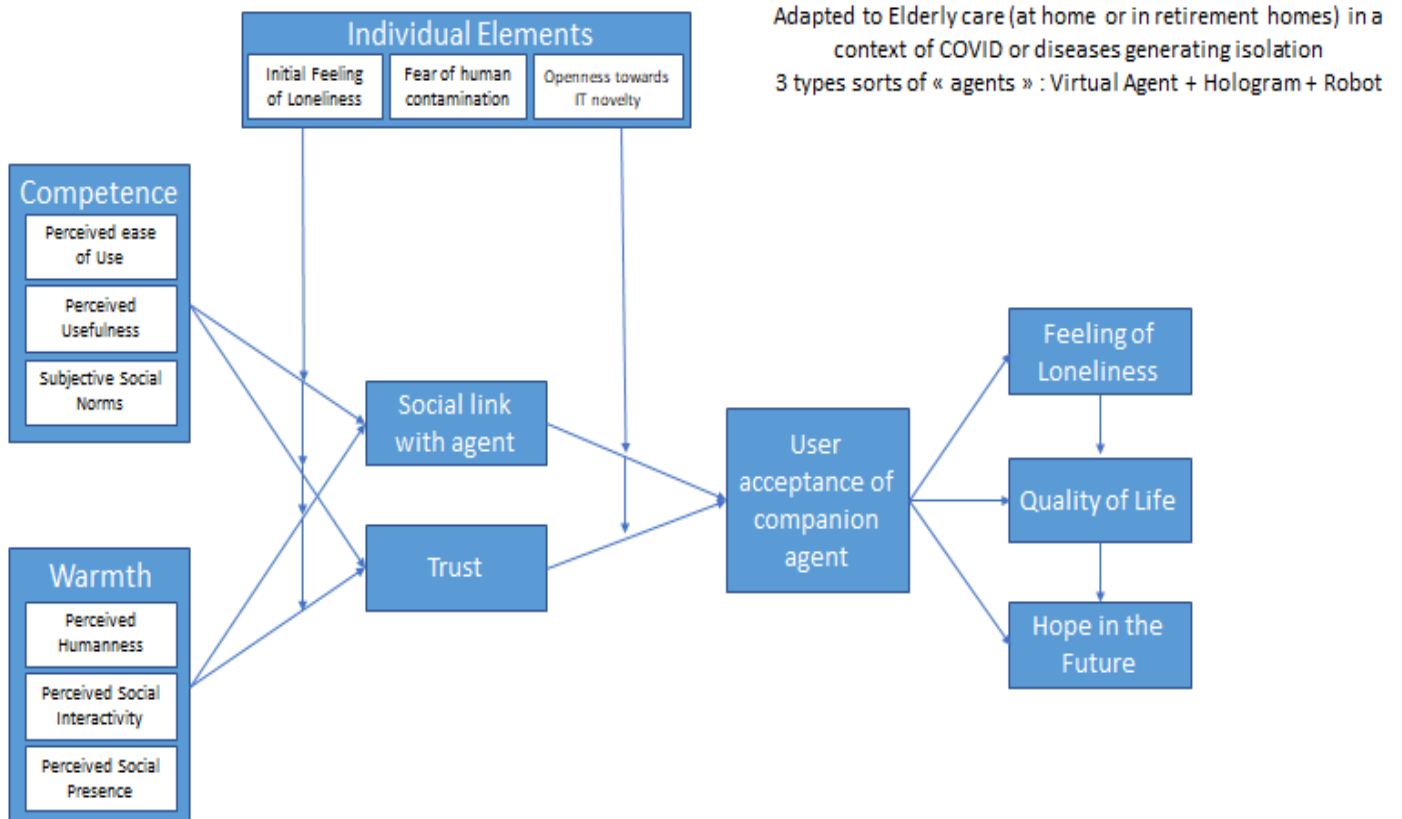 Adapted to Elderly care (at home or in retirement homes) in a
context of COVID or diseases generating isolation
3 types sorts of « agents » : Virtual Agent + Hologram + Robot
Individual Elements
Initial Feeling
of Loneliness
Fear of human
contamination
Openness towards
IT novelty
Competence
Perceived ease
of Use
Perceived
Usefulness
Subjective Social
Norms
Warmth
Perceived
Humanness
Perceived Social
Interactivity
Perceived Social
Presence
Social link
with agent
Trust
User
acceptance of
companion
agent
Feeling of
Loneliness
Quality of Life
Hope in the
Future